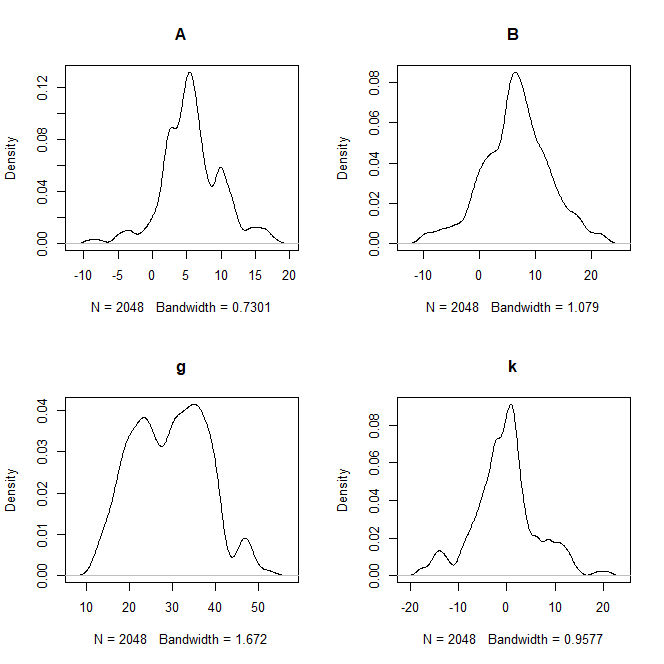 A
Density
0.00 0.04 0.08 0.12
-10 -5 0 5 10 15 20
N = 2048 Bandwidth = 0.7301
B
Density
0.00 0.02 0.04 0.06 0.08
-10 0 10 20
N = 2048 Bandwidth = 1.079
g
Density
0.00 0.01 0.02 0.03 0.04
10 20 30 40 50
N = 2048 Bandwidth = 1.672
k
Density
0.00 0.02 0.04 0.06 0.08
-20 -10 0 10 20
N = 2048 Bandwidth = 0.9577